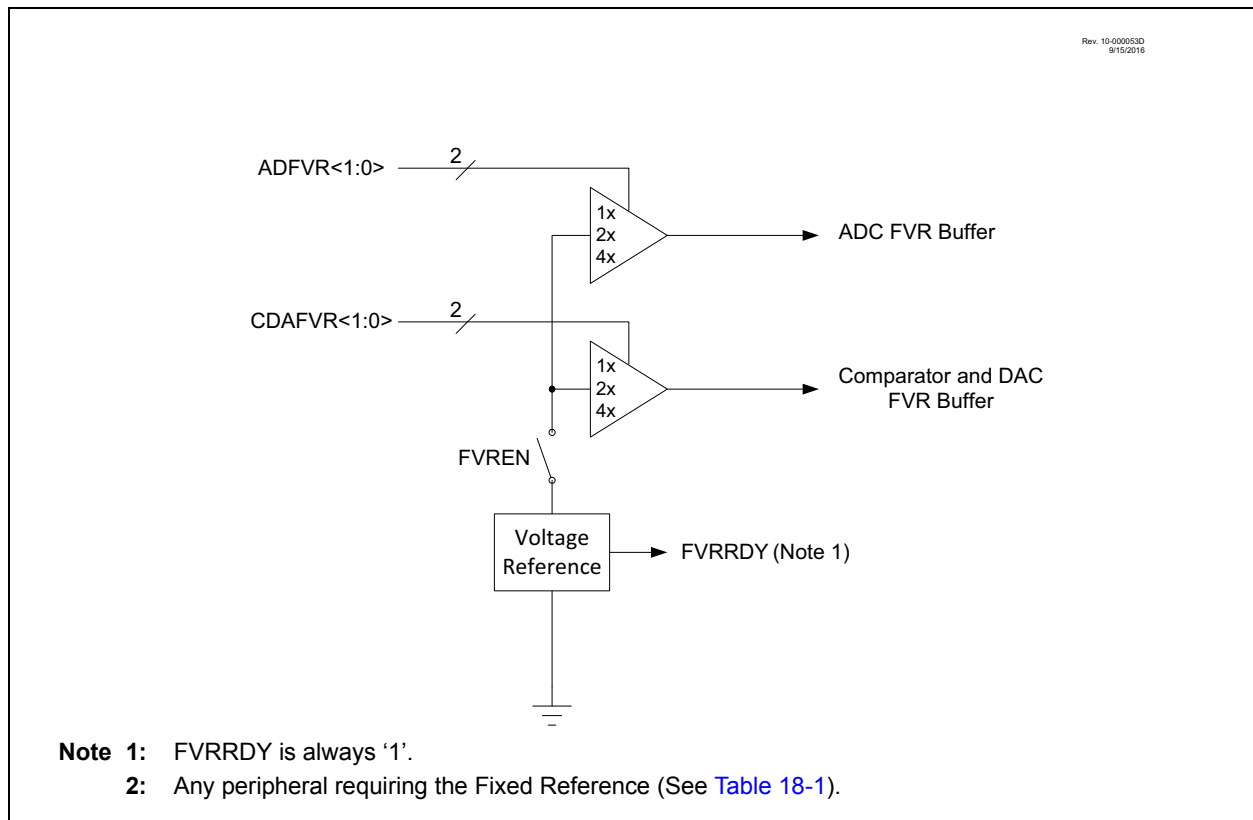 Rev. 10-000053D
9/15/2016
ADFVR<1:0>
2
1x
2x
4x
ADC FVR Buffer
CDAFVR<1:0>
2
1x
2x
4x
Comparator and DAC
FVR Buffer
FVREN
Voltage
Reference
FVRRDY (Note 1)
Note 1: FVRRDY is always ‘1’.
2: Any peripheral requiring the Fixed Reference (See Table 18-1).